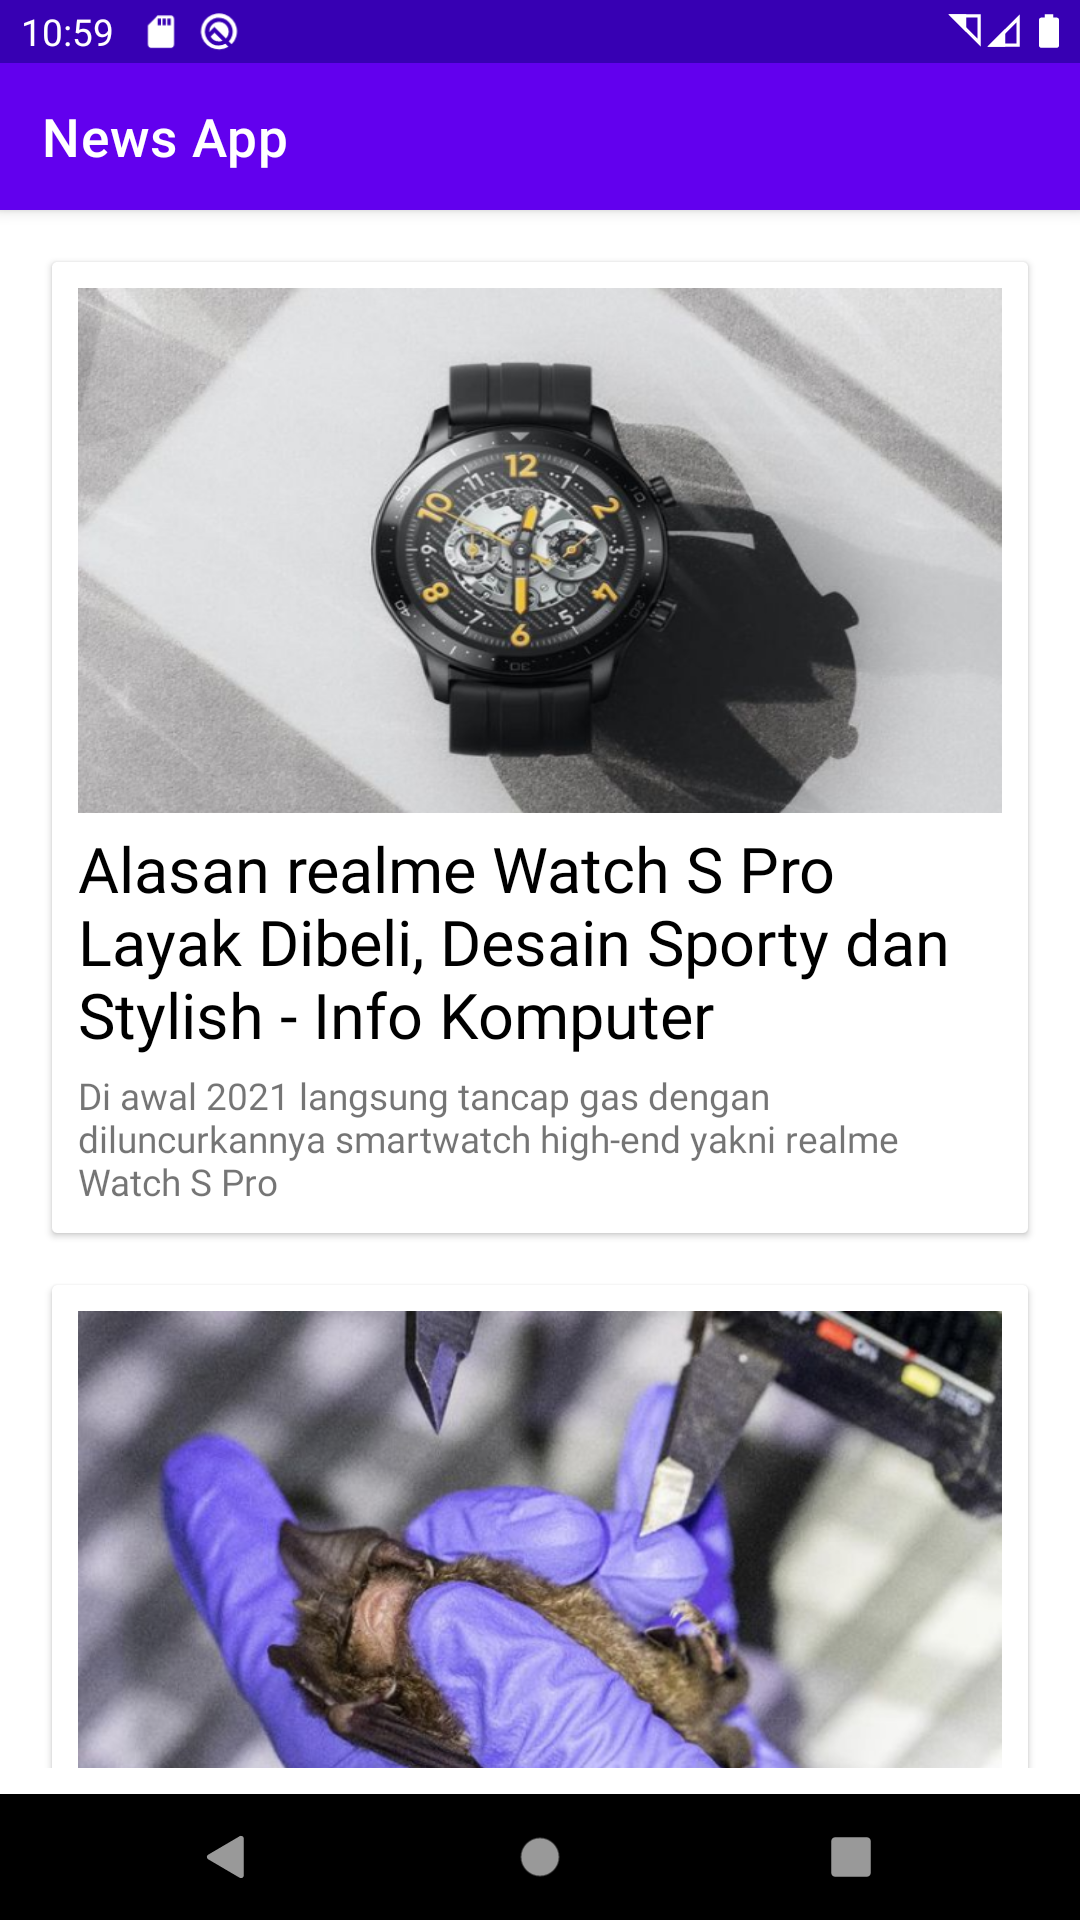 10:59
News App
12
1
2
3
4
5
6
7
8
9
10
11
Alasan realme Watch S Pro
Layak Dibeli, Desain Sporty dan
Stylish - Info Komputer
Di awal 2021 langsung tancap gas dengan
diluncurkannya smartwatch high-end yakni realme
Watch S Pro